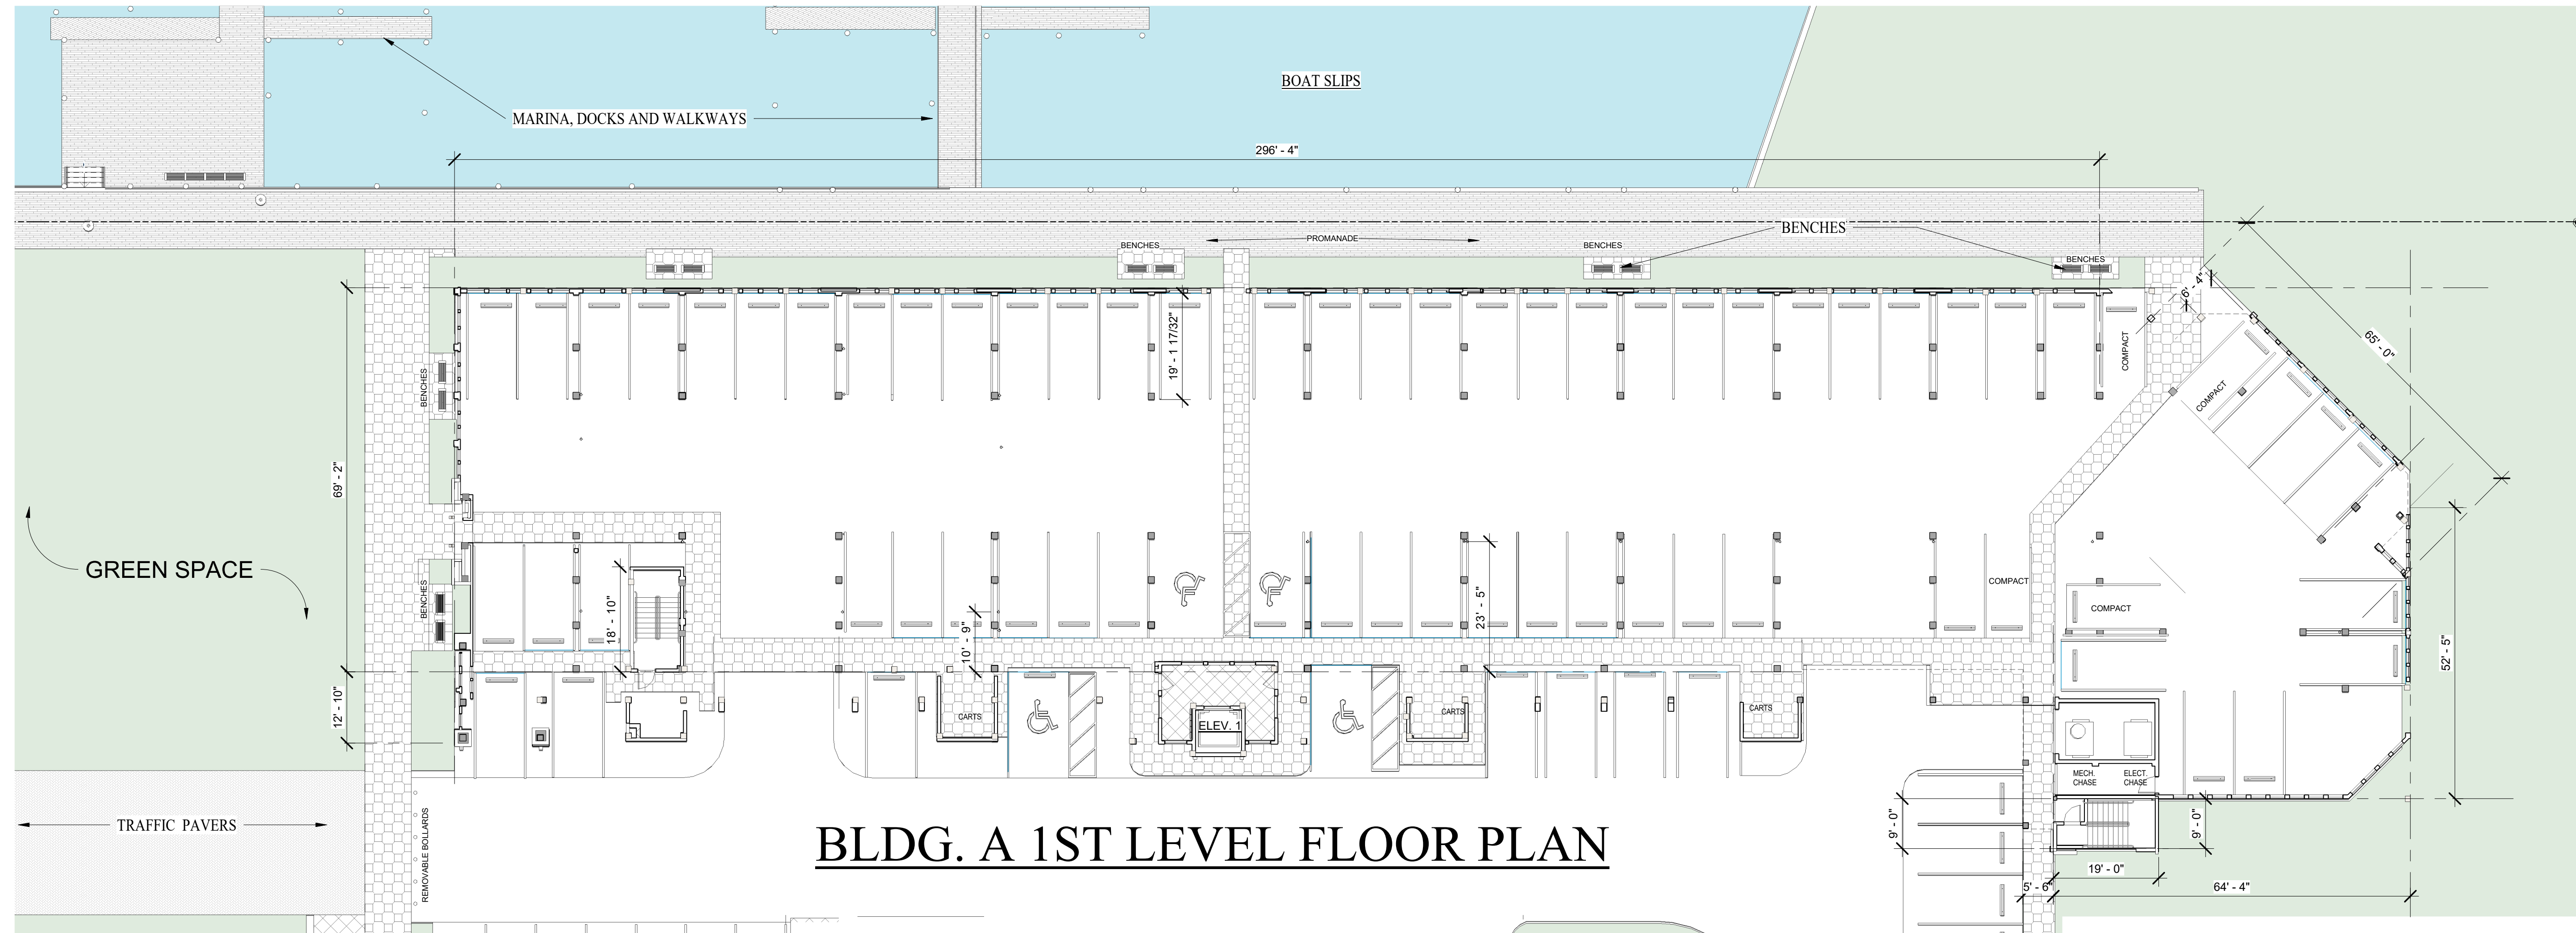 BOAT SLIPS
MARINA, DOCKS AND WALKWAYS
296' - 4"
BENCHES
PROMANADE
BENCHES
BENCHES
BENCHES
6' - 4"
65' - 0"
19' - 1 17/32"
COMPACT
COMPACT
BENCHES
69' - 2"
GREEN SPACE
BENCHES
18' - 10"
10' - 9"
23' - 5"
COMPACT
COMPACT
52' - 5"
12' - 10"
CARTS
ELEV. 1
CARTS
CARTS
MECH.
CHASE
ELECT.
CHASE
TRAFFIC PAVERS
REMOVABLE BOLLARDS
BLDG. A 1ST LEVEL FLOOR PLAN
9' - 0"
9' - 0"
19' - 0"
5' - 6"
64' - 4"